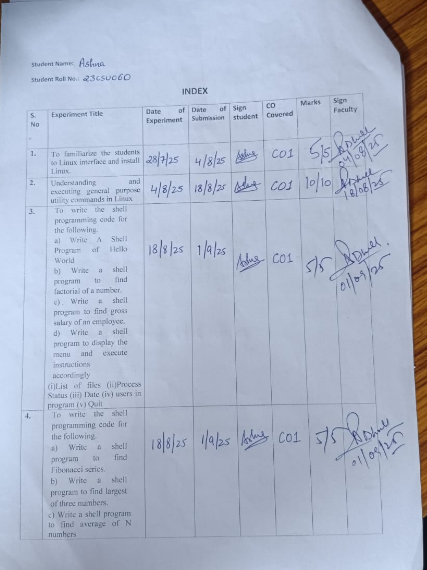 Student Name: Ashna
Student Roll No.: 23CSU060
INDEX
S. No
Experiment Title
Date of Experiment
Date of Submission
Sign student
CO Covered
Marks
Sign Faculty
1.
To familiarize the students
to Linux interface and install
Linux.
28/7/25
4/8/25
Ashna
CO1
5/5
04/08/25
2.
Understanding and
executing general purpose
utility commands in Linux
4/8/25
18/8/25
Ashna
CO1
10/10
18/08/25
3.
To write the shell
programming code for
the following.
a) Write A Shell
Program of Hello
World
b) Write a shell
program to find
factorial of a number.
c) Write a shell
program to find gross
salary of an employee.
d) Write a shell
program to display the
menu and execute
instructions
accordingly
(i)List of files (ii)Process
Status (iii) Date (iv) users in
program (v) Quit
18/8/25
1/9/25
Ashna
CO1
5/5
01/09/25
4.
To write the shell
programming code for
the following.
a) Write a shell
program to find
Fibonacci series.
b) Write a shell
program to find largest
of three numbers.
c) Write a shell program
to find average of N
numbers
18/8/25
1/9/25
Ashna
CO1
5/5
01/09/25